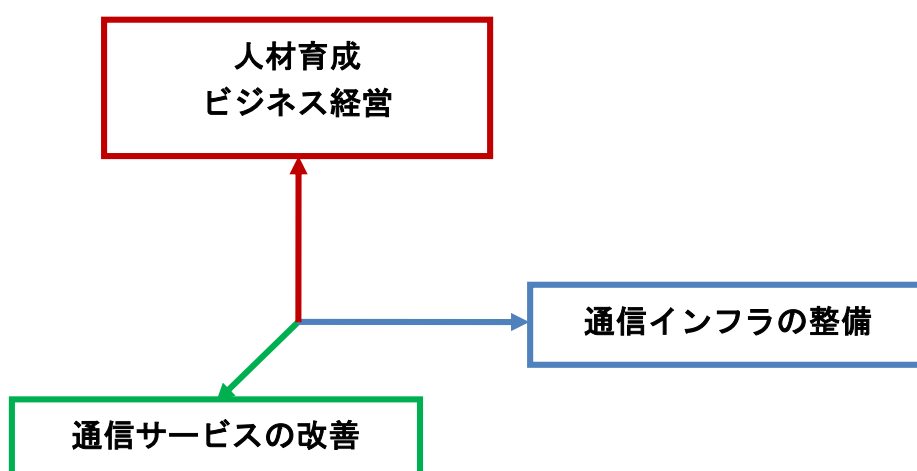 人材育成
ビジネス経営
通信インフラの整備
通信サービスの改善